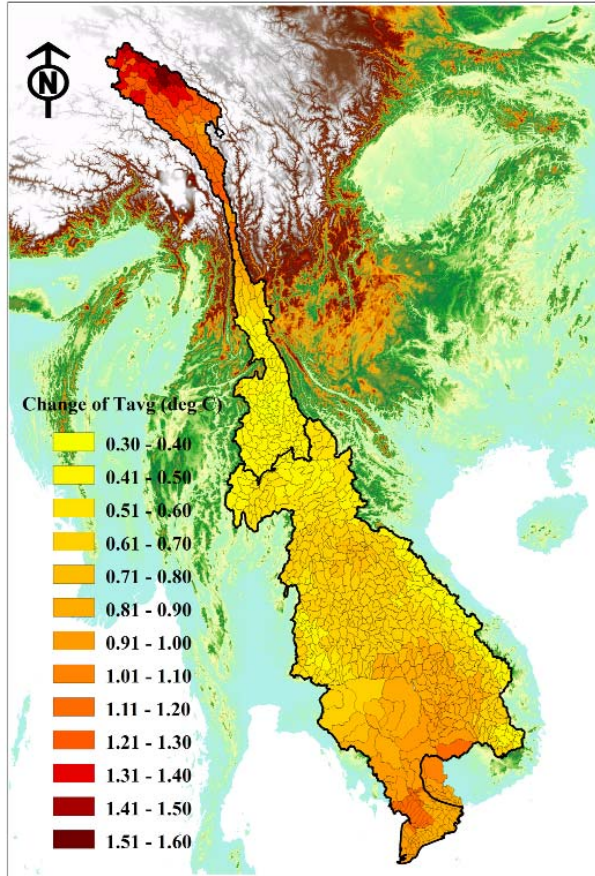 N
Change of Tavg (deg C)
0.30 - 0.40
0.41 - 0.50
0.51 - 0.60
0.61 - 0.70
0.71 - 0.80
0.81 - 0.90
0.91 - 1.00
1.01 - 1.10
1.11 - 1.20
1.21 - 1.30
1.31 - 1.40
1.41 - 1.50
1.51 - 1.60